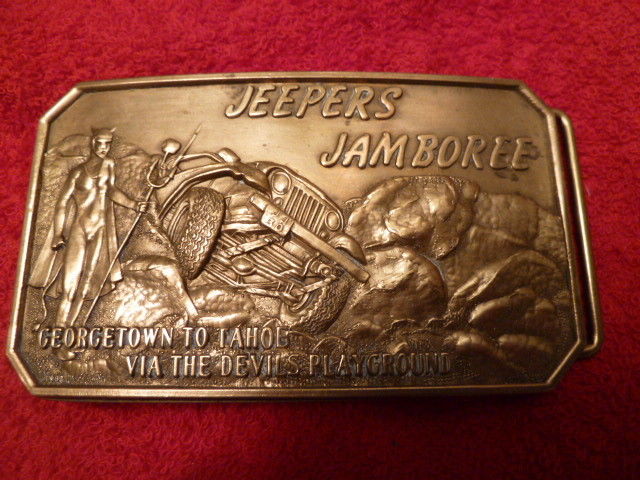 JEEPERS
JAMBOREE
GEORGETOWN TO TAHOE
VIA THE DEVILS PLAYGROUND